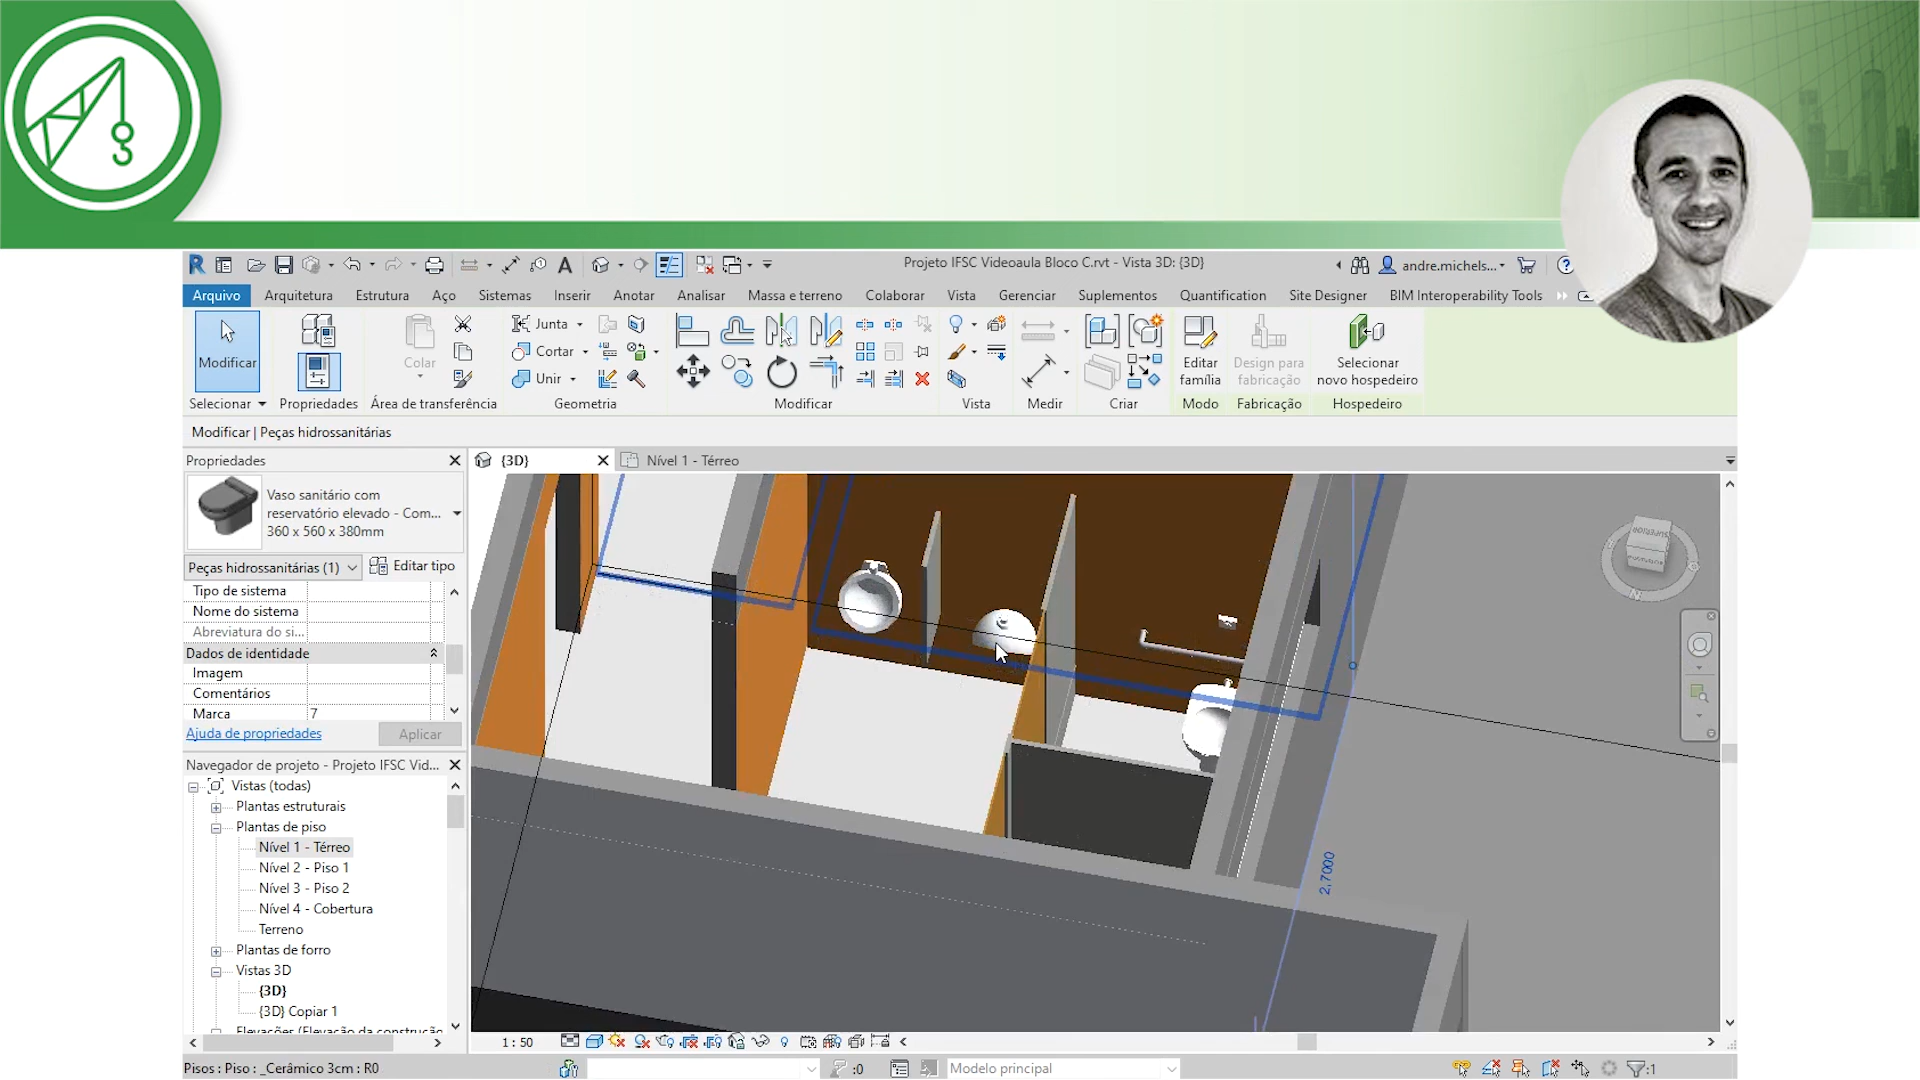 Projeto IFSC Videoaula Bloco C.rvt - Vista 3D: {3D}
andre.michels...
Arquivo Arquitetura Estrutura Aço Sistemas Inserir Anotar Analisar Massa e terreno Colaborar Vista Gerenciar Suplementos Quantification Site Designer BIM Interoperability Tools
Modificar
Colar
Junta
Cortar
Unir
Editar família
Design para fabricação
Selecionar novo hospedeiro
Selecionar Propriedades Área de transferência Geometria Modificar Vista Medir Criar Modo Fabricação Hospedeiro
Modificar | Peças hidrossanitárias
Propriedades
{3D}
Nível 1 - Térreo
Vaso sanitário com
reservatório elevado - Com...
360 x 560 x 380mm
Peças hidrossanitárias (1) Editar tipo
Tipo de sistema
Nome do sistema
Abreviatura do si...
Dados de identidade
Imagem
Comentários
Marca 7
Ajuda de propriedades Aplicar
Navegador de projeto - Projeto IFSC Vid...
Vistas (todas)
Plantas estruturais
Plantas de piso
Nível 1 - Térreo
Nível 2 - Piso 1
Nível 3 - Piso 2
Nível 4 - Cobertura
Terreno
Plantas de forro
Vistas 3D
{3D}
{3D} Copiar 1
Elevações (Elevação da construção
SUPERIOR
N
2,7000
1 : 50
Pisos : Piso : _Cerâmico 3cm : R0
:0
Modelo principal
:1